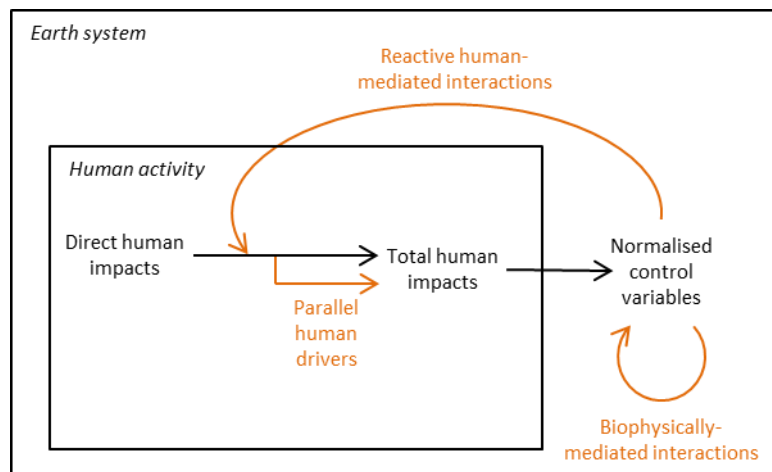 Earth system
Reactive human-
mediated interactions
Human activity
Direct human
impacts
Total human
impacts
Normalised
control
variables
Parallel
human
drivers
Biophysically-
mediated interactions